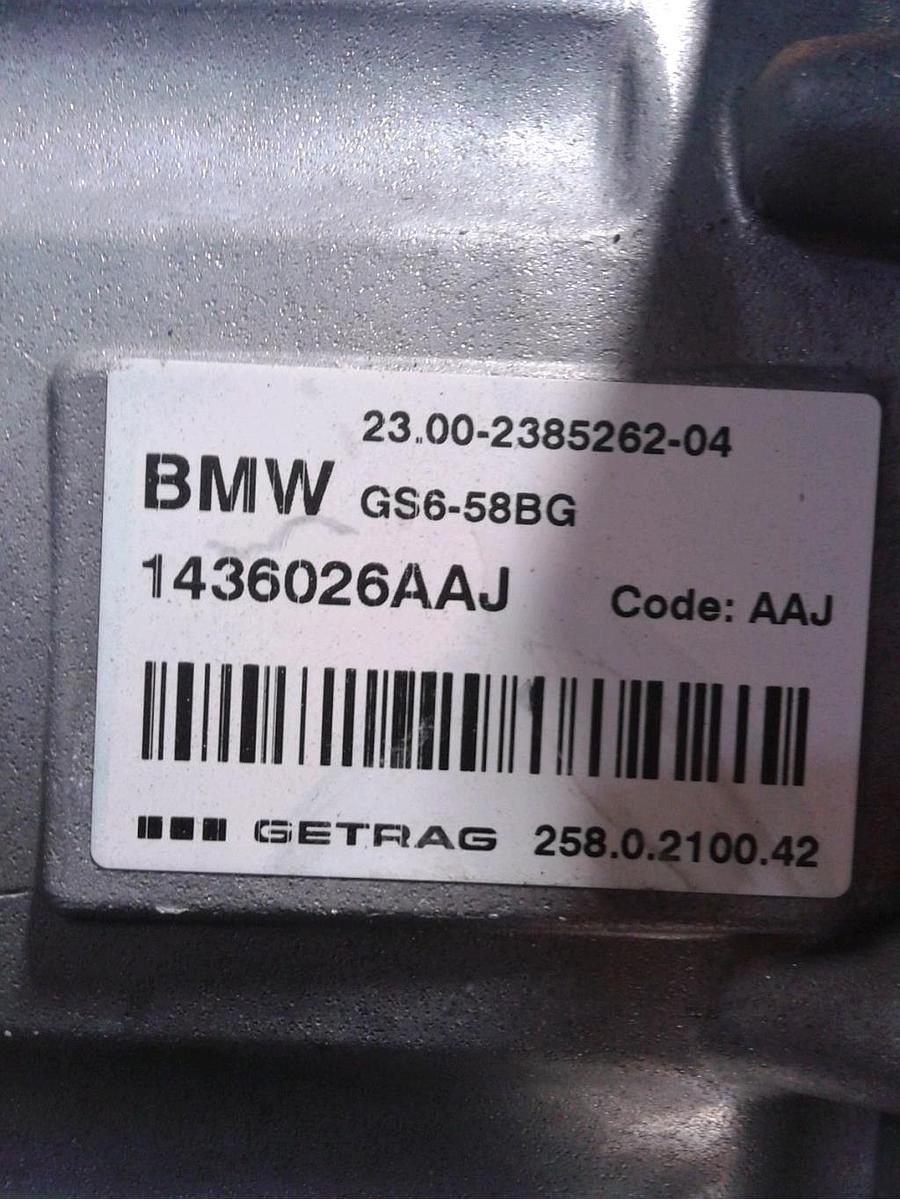 23.00-2385262-04
BMW GS6-58BG
1436026AAJ Code: AAJ
GETRAG 258.0.2100.42